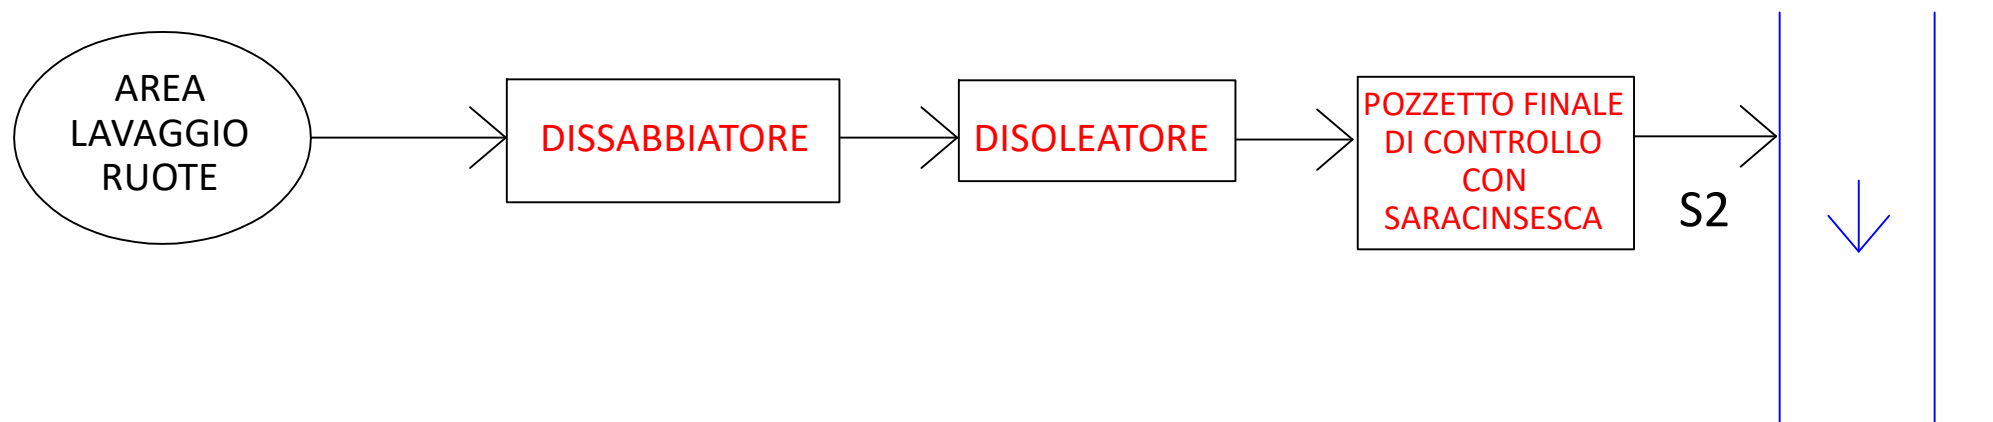 AREA
LAVAGGIO
RUOTE
DISSABBIATORE
DISOLEATORE
POZZETTO FINALE
DI CONTROLLO
CON
SARACINSESCA
S2